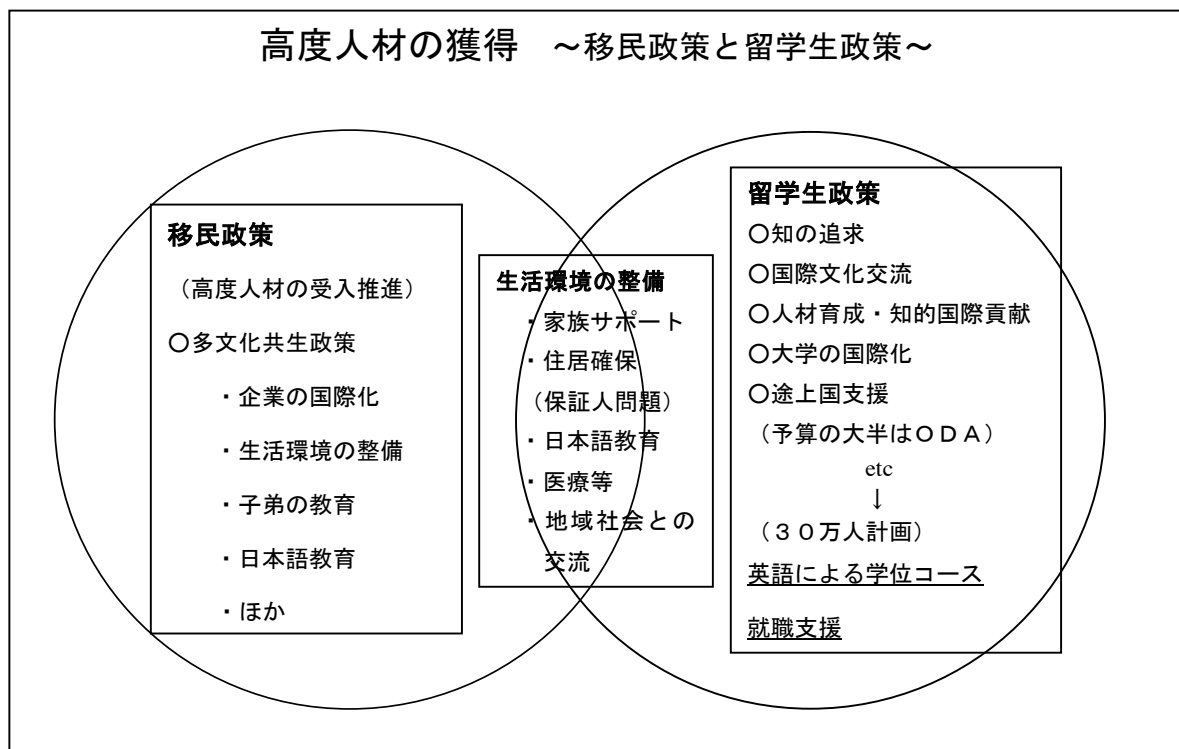 高度人材の獲得　～移民政策と留学生政策～
移民政策
（高度人材の受入推進）
〇多文化共生政策
・企業の国際化
・生活環境の整備
・子弟の教育
・日本語教育
・ほか
生活環境の整備
・家族サポート
・住居確保
（保証人問題）
・日本語教育
・医療等
・地域社会との
交流
留学生政策
〇知の追求
〇国際文化交流
〇人材育成・知的国際貢献
〇大学の国際化
〇途上国支援
（予算の大半はＯＤＡ）
etc
↓
（３０万人計画）
英語による学位コース
就職支援